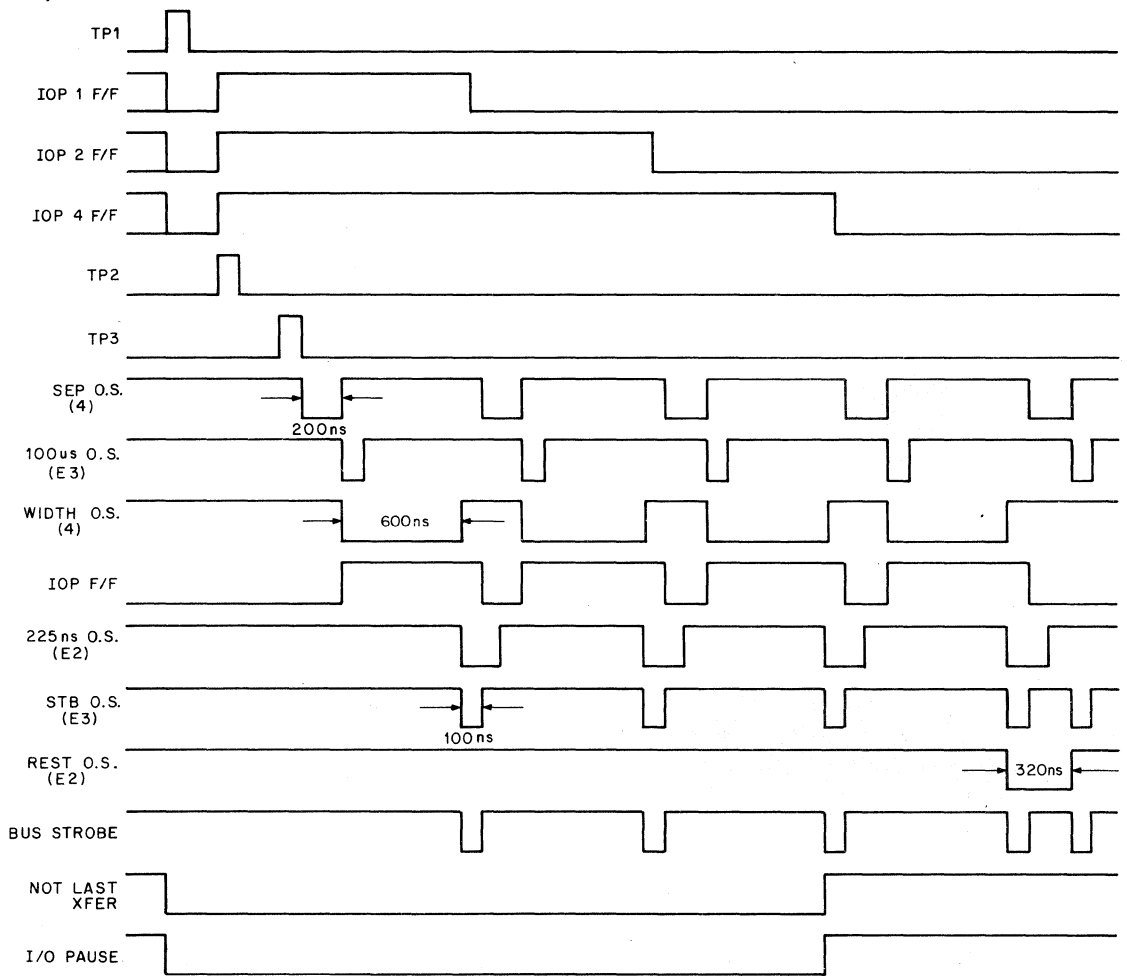 TP1
IOP 1 F/F
IOP 2 F/F
IOP 4 F/F
TP2
TP3
SEP O.S.
(4)
200ns
100us O.S.
(E3)
WIDTH O.S.
(4)
600ns
IOP F/F
225ns O.S.
(E2)
STB O.S.
(E3)
100ns
REST O.S.
(E2)
320ns
BUS STROBE
NOT LAST
XFER
I/O PAUSE